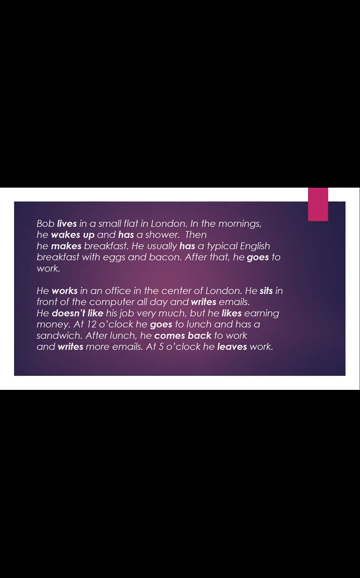 Bob lives in a small flat in London. In the mornings,
he wakes up and has a shower. Then
he makes breakfast. He usually has a typical English
breakfast with eggs and bacon. After that, he goes to
work.
He works in an office in the center of London. He sits in
front of the computer all day and writes emails.
He doesn't like his job very much, but he likes earning
money. At 12 o'clock he goes to lunch and has a
sandwich. After lunch, he comes back to work
and writes more emails. At 5 o'clock he leaves work.